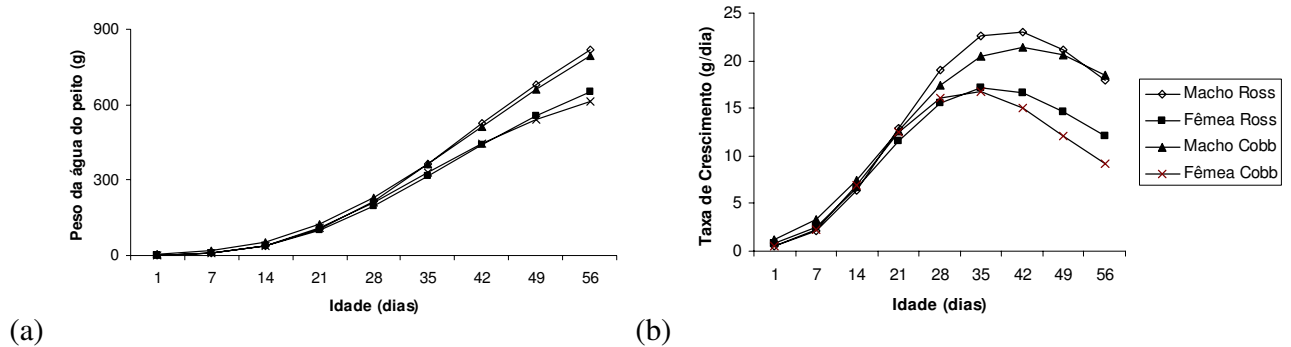 Peso da água do peito (g)
900
600
300
0
1 7 14 21 28 35 42 49 56
Idade (dias)
(a)
Taxa de Crescimento (g/dia)
25
20
15
10
5
0
1 7 14 21 28 35 42 49 56
Idade (dias)
(b)
Macho Ross
Fêmea Ross
Macho Cobb
Fêmea Cobb